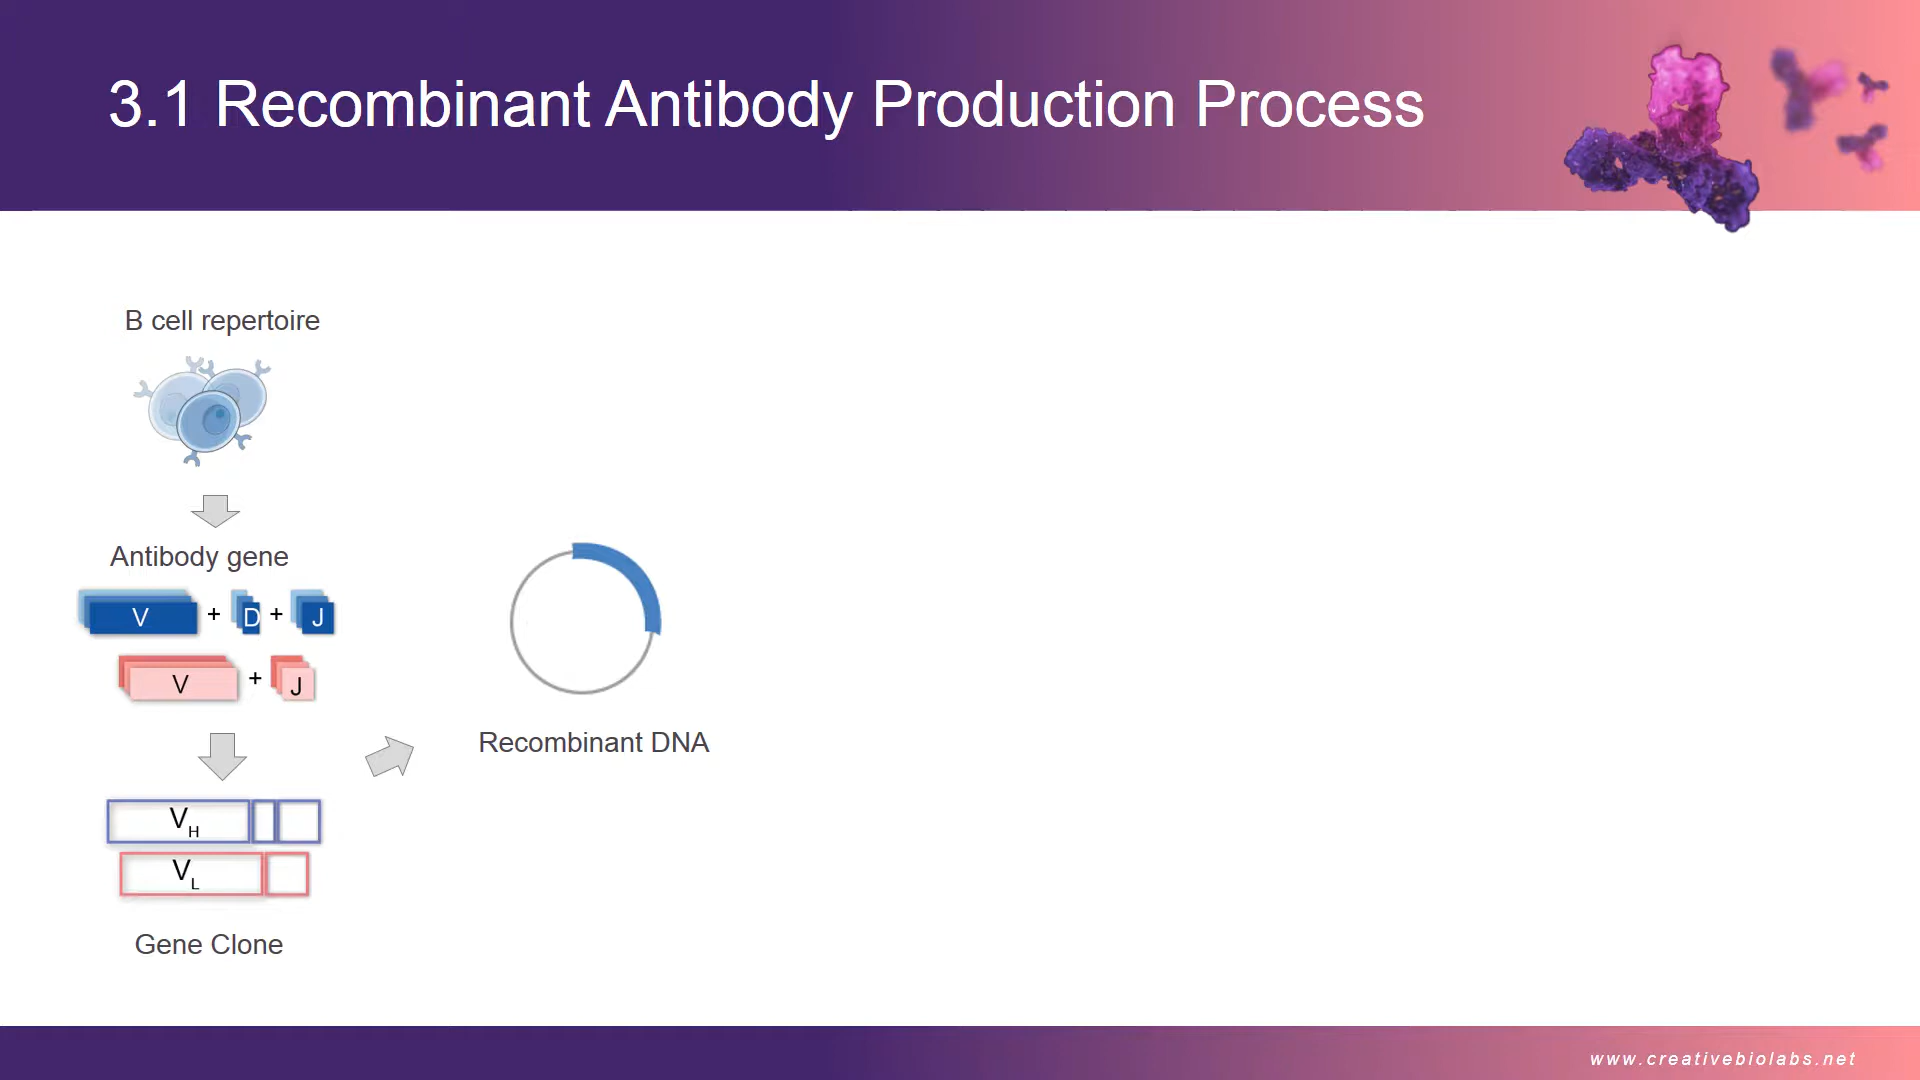 3.1 Recombinant Antibody Production Process
B cell repertoire
Antibody gene
V + D + J
V + J
VH
VL
Gene Clone
Recombinant DNA
www.creativebiolabs.net